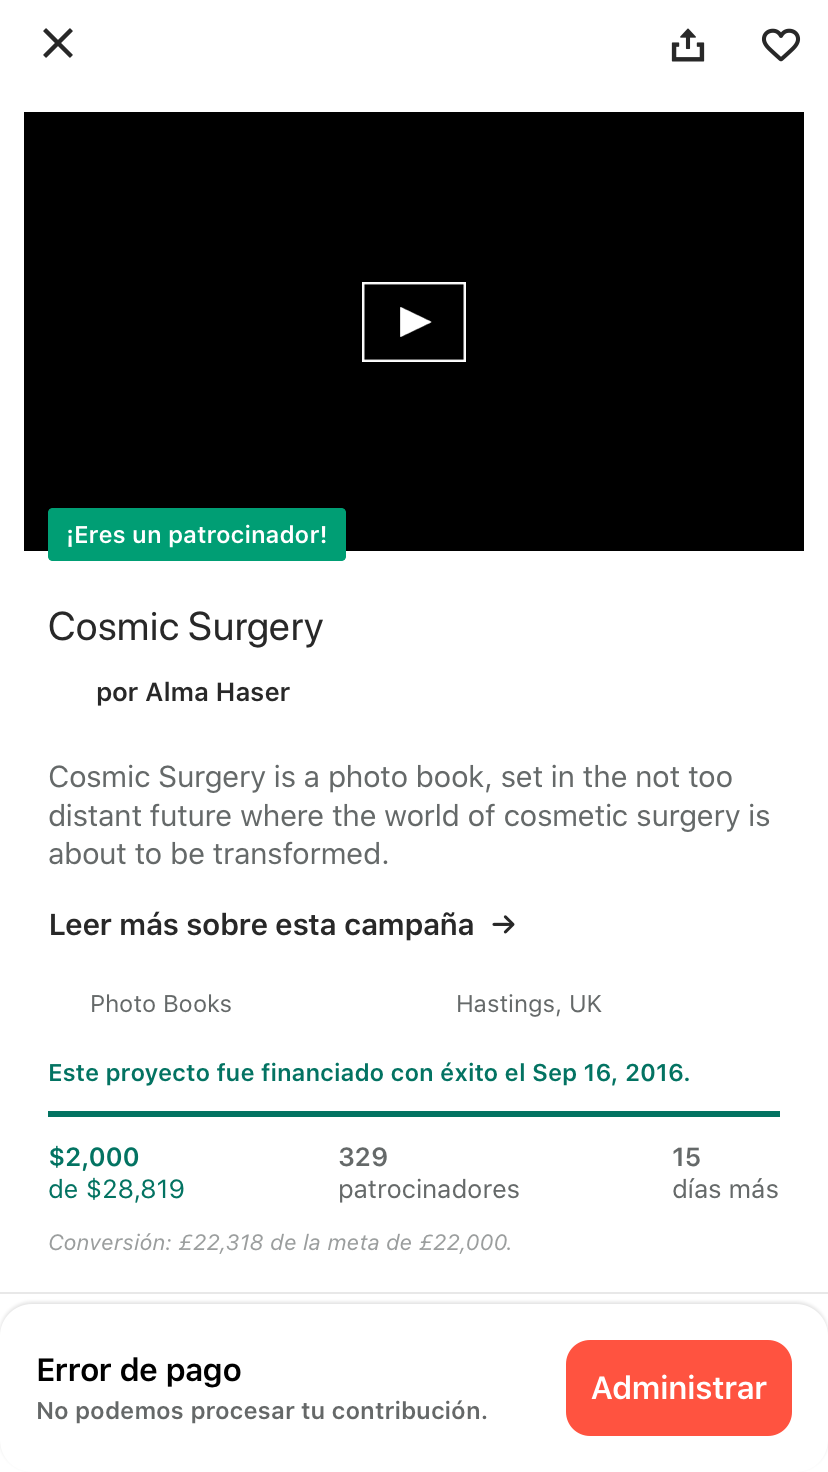 ¡Eres un patrocinador!
Cosmic Surgery
por Alma Haser
Cosmic Surgery is a photo book, set in the not too
distant future where the world of cosmetic surgery is
about to be transformed.
Leer más sobre esta campaña →
Photo Books
Hastings, UK
Este proyecto fue financiado con éxito el Sep 16, 2016.
$2,000
de $28,819
329
patrocinadores
15
días más
Conversión: £22,318 de la meta de £22,000.
Error de pago
No podemos procesar tu contribución.
Administrar